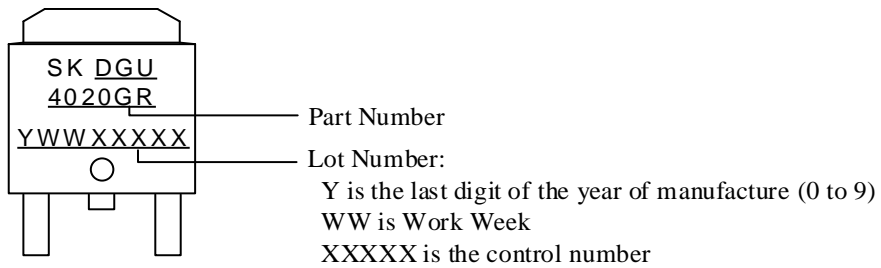 SK DGU
4020GR
YWWXXXXX
Part Number
Lot Number:
Y is the last digit of the year of manufacture (0 to 9)
WW is Work Week
XXXXX is the control number